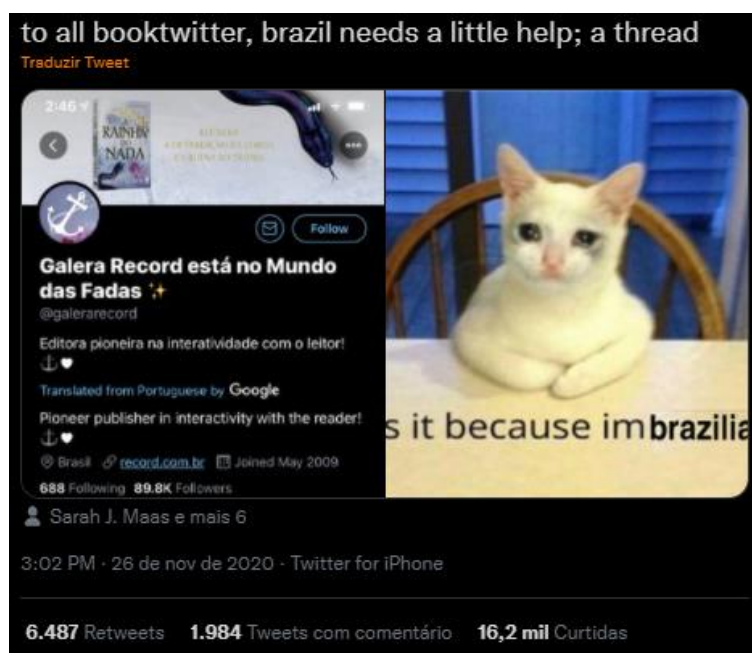 to all booktwitter, brazil needs a little help; a thread
Traduzir Tweet
2:46
RAINHA
DO
NADA
Follow
Galera Record está no Mundo
das Fadas ✨
@galerarecord
Editora pioneira na interatividade com o leitor!
⚓🤍
Translated from Portuguese by Google
Pioneer publisher in interactivity with the reader!
⚓🤍
Brasil record.com.br Joined May 2009
688 Following 89.8K Followers
s it because im brazilia
Sarah J. Maas e mais 6
3:02 PM · 26 de nov de 2020 · Twitter for iPhone
6.487 Retweets 1.984 Tweets com comentário 16,2 mil Curtidas